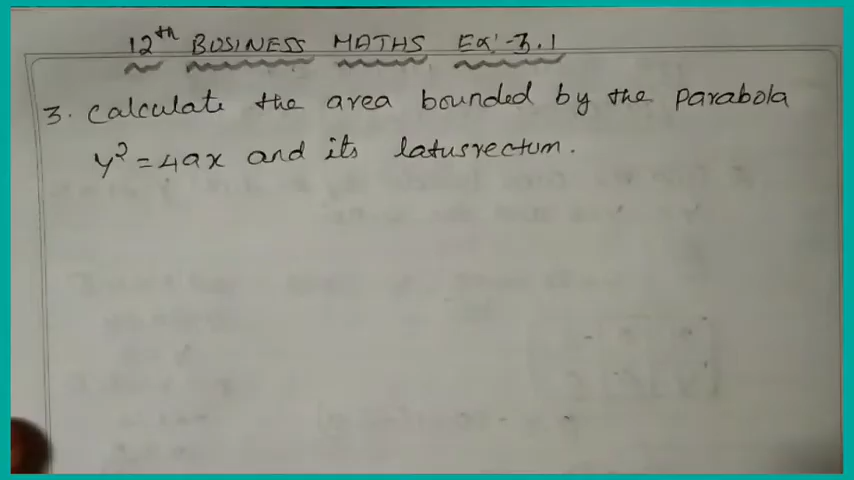 12th BUSINESS MATHS Ex:-3.1
3. Calculate the area bounded by the parabola
y² = 4ax and its latusrectum.